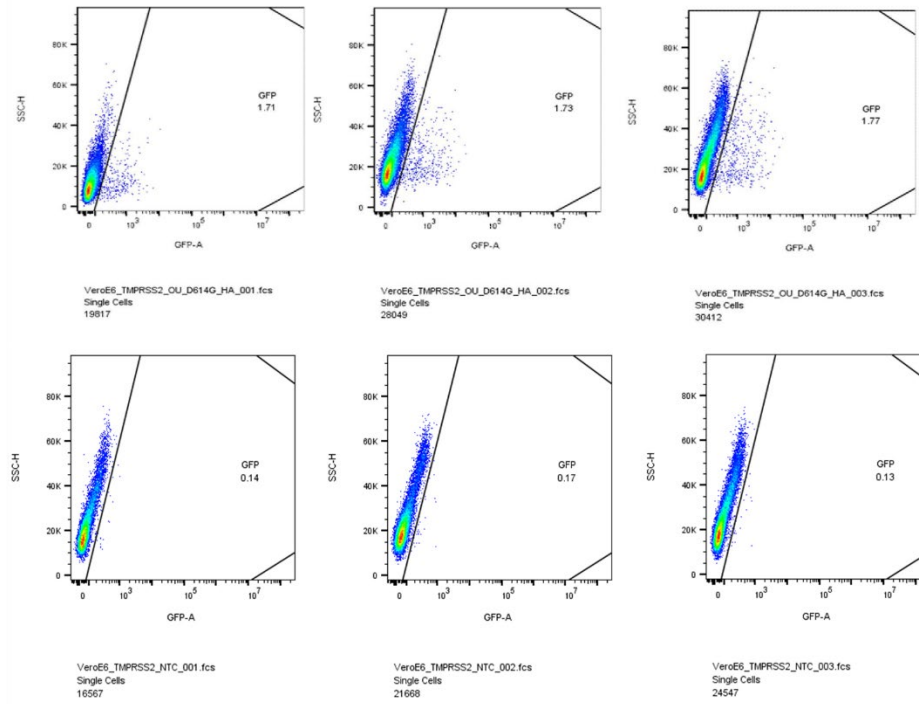 80K
60K
40K
20K
0
SSC-H
GFP
1.71
0 10^3 10^5 10^7
GFP-A
VeroE6_TMPRSS2_OU_D614G_HA_001.fcs
Single Cells
19817
80K
60K
40K
20K
0
SSC-H
GFP
1.73
0 10^3 10^5 10^7
GFP-A
VeroE6_TMPRSS2_OU_D614G_HA_002.fcs
Single Cells
28049
80K
60K
40K
20K
0
SSC-H
GFP
1.77
0 10^3 10^5 10^7
GFP-A
VeroE6_TMPRSS2_OU_D614G_HA_003.fcs
Single Cells
30412
80K
60K
40K
20K
0
SSC-H
GFP
0.14
0 10^3 10^5 10^7
GFP-A
VeroE6_TMPRSS2_NTC_001.fcs
Single Cells
16567
80K
60K
40K
20K
0
SSC-H
GFP
0.17
0 10^3 10^5 10^7
GFP-A
VeroE6_TMPRSS2_NTC_002.fcs
Single Cells
21668
80K
60K
40K
20K
0
SSC-H
GFP
0.13
0 10^3 10^5 10^7
GFP-A
VeroE6_TMPRSS2_NTC_003.fcs
Single Cells
24547